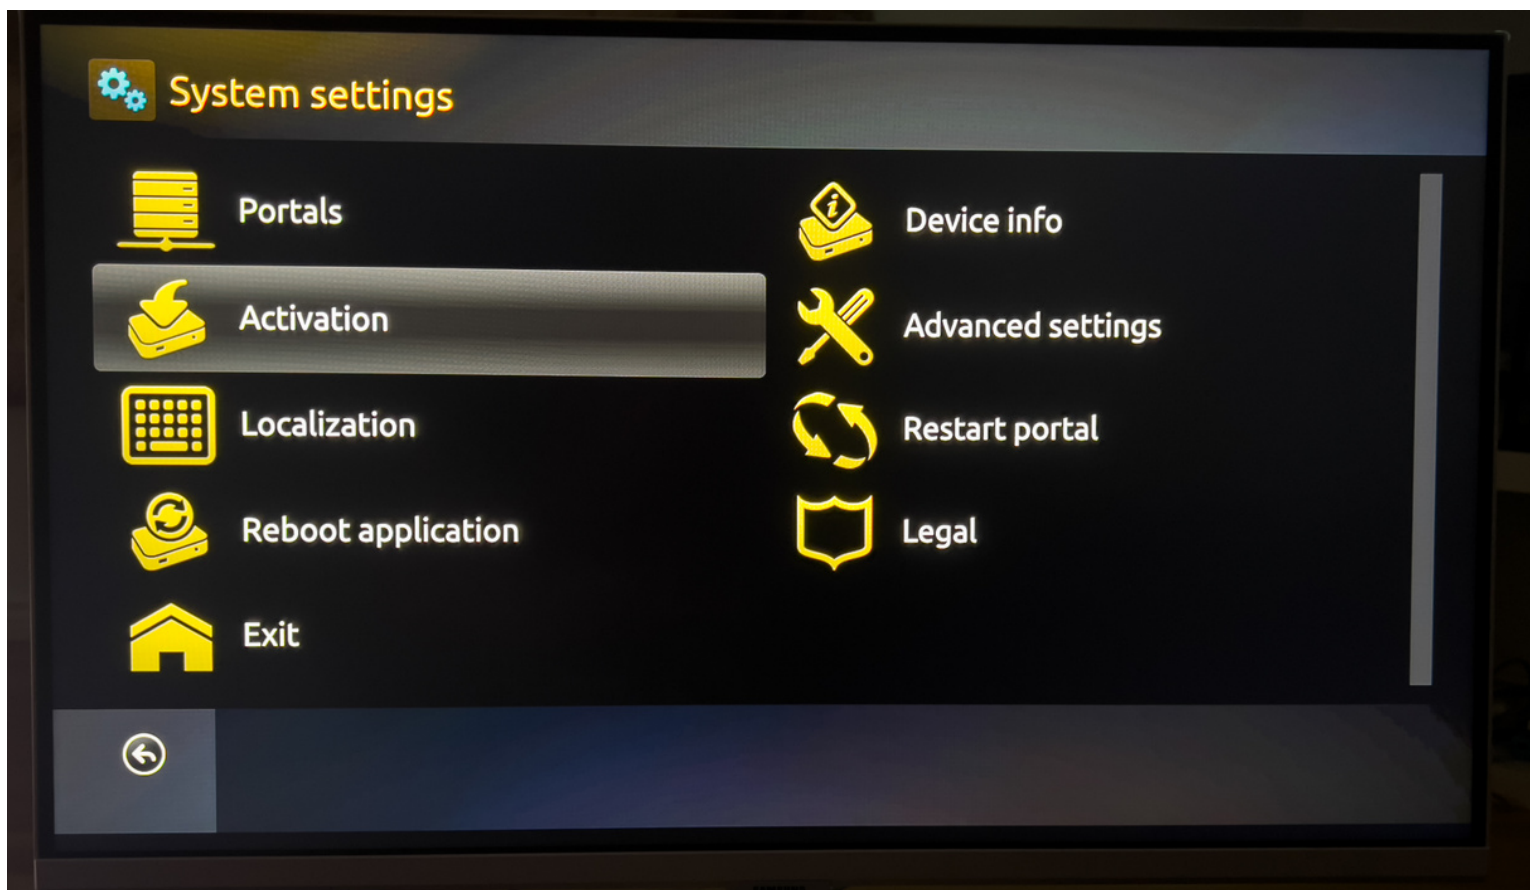 System settings
Portals
Activation
Localization
Reboot application
Exit
Device info
Advanced settings
Restart portal
Legal